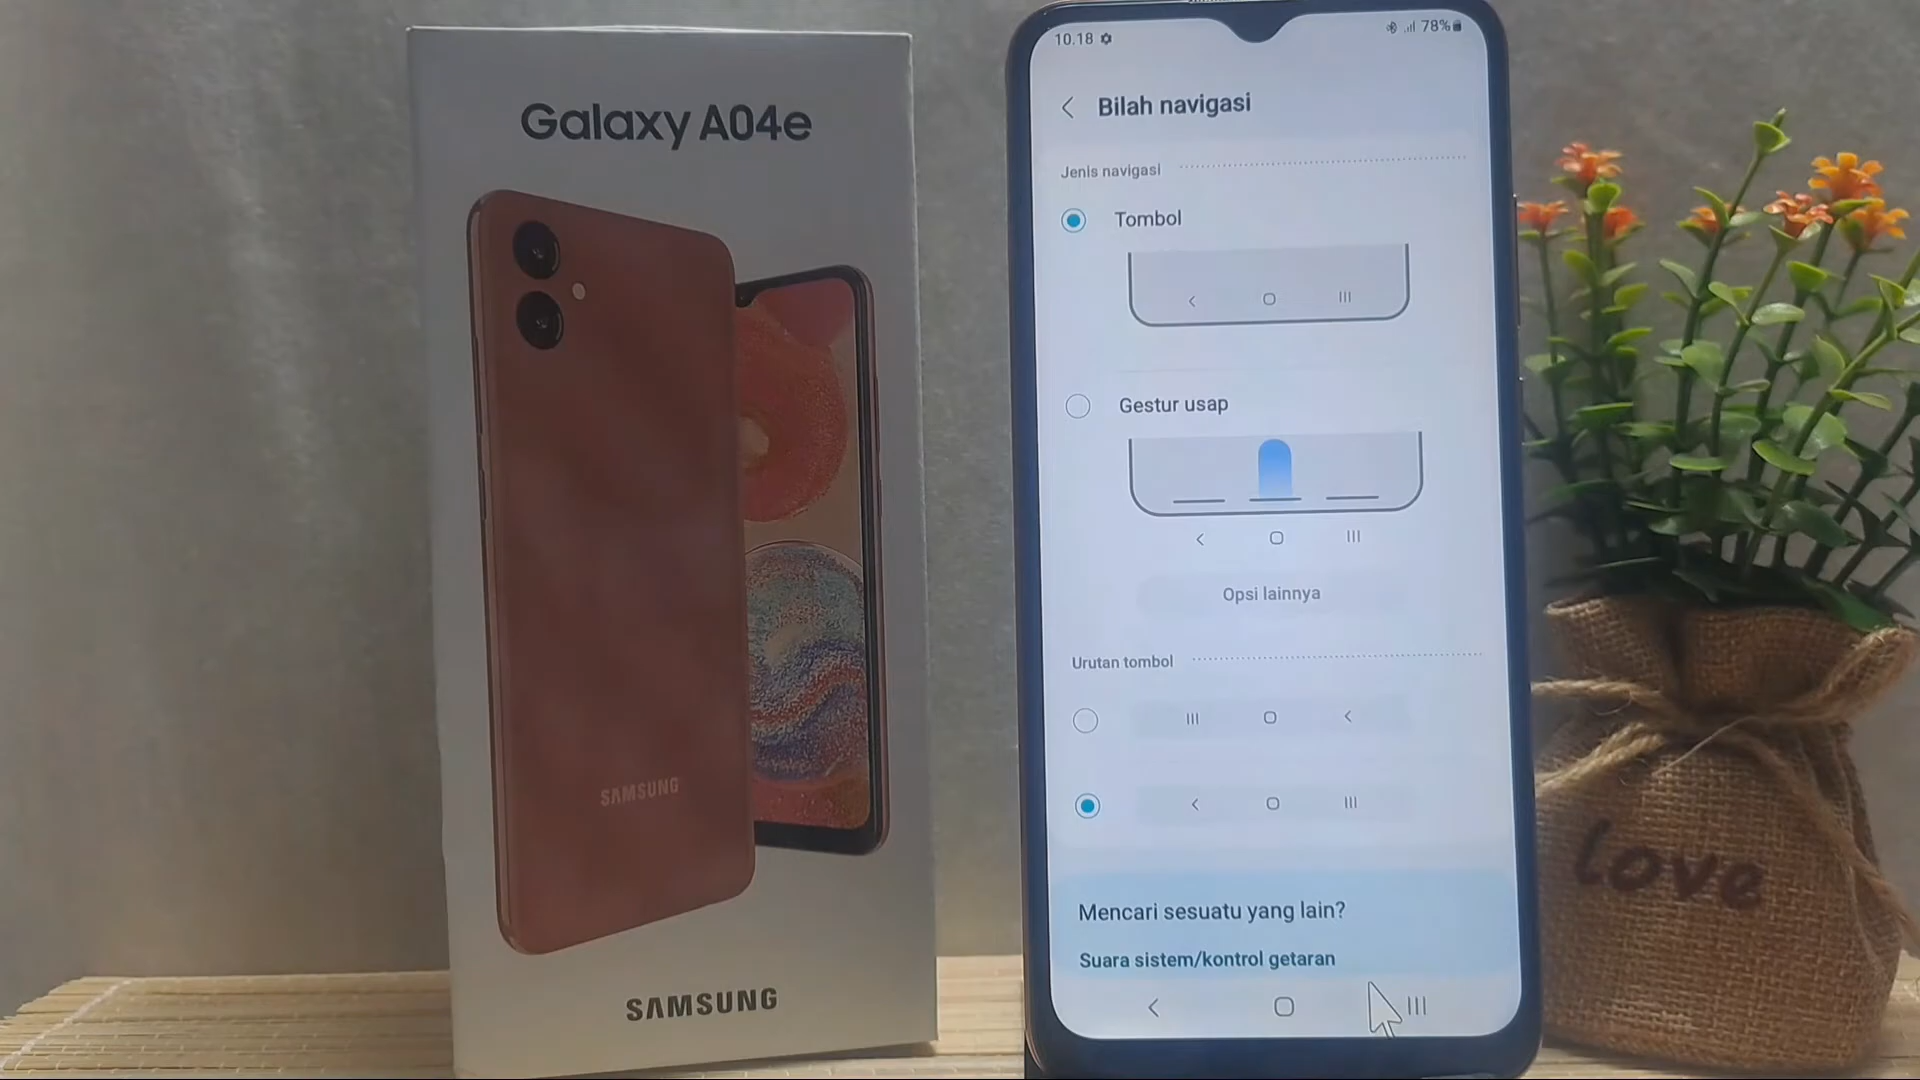 Galaxy A04e
SAMSUNG
SAMSUNG
10.18
78%
Bilah navigasi
Jenis navigasi
Tombol
Gestur usap
Opsi lainnya
Urutan tombol
Mencari sesuatu yang lain?
Suara sistem/kontrol getaran
love